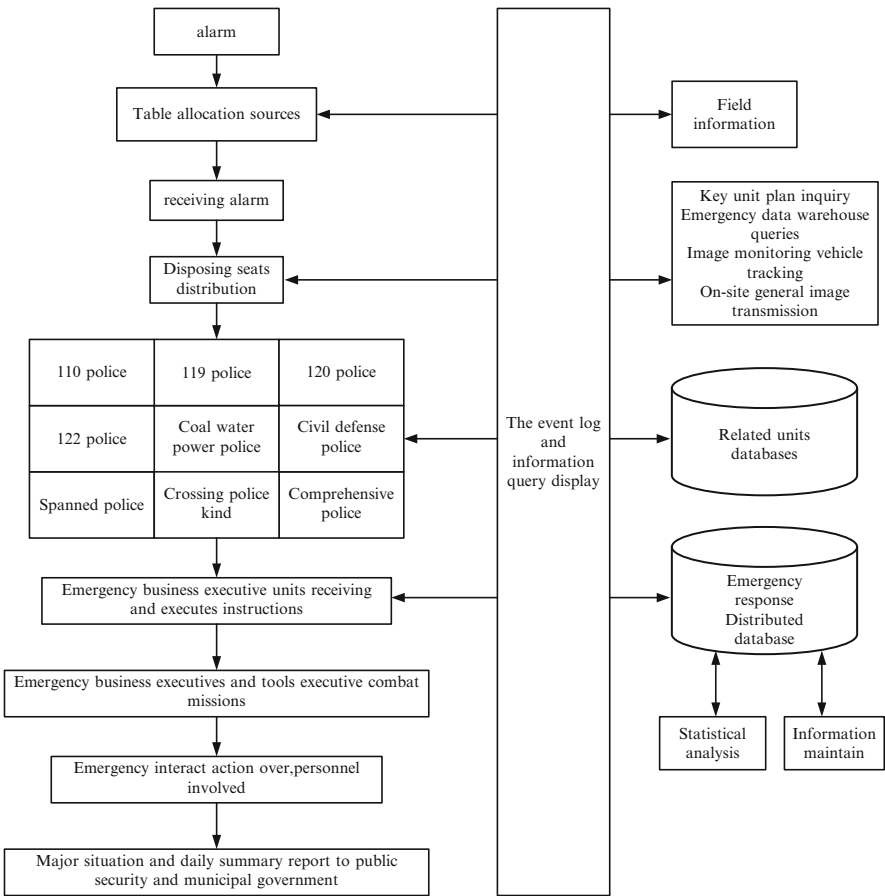 alarm
Table allocation sources
receiving alarm
Disposing seats
distribution
110 police
119 police
120 police
122 police
Coal water
power police
Civil defense
police
Spanned police
Crossing police
kind
Comprehensive
police
Emergency business executive units receiving
and executes instructions
Emergency business executives and tools executive combat
missions
Emergency interact action over,personnel
involved
Major situation and daily summary report to public
security and municipal government
The event log
and
information
query display
Field
information
Key unit plan inquiry
Emergency data warehouse
queries
Image monitoring vehicle
tracking
On-site general image
transmission
Related units
databases
Emergency
response
Distributed
database
Statistical
analysis
Information
maintain